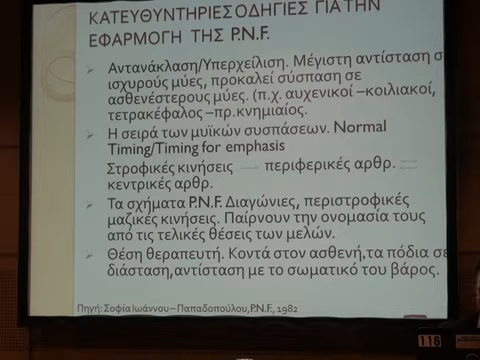 ΚΑΤΕΥΘΥΝΤΗΡΙΕΣ ΟΔΗΓΙΕΣ ΓΙΑ ΤΗΝ
ΕΦΑΡΜΟΓΗ ΤΗΣ P.N.F.
Αντανάκλαση/Υπερχείλιση. Μέγιστη αντίσταση σ
ισχυρούς μύες, προκαλεί σύσπαση σε
ασθενέστερους μύες. (π.χ. αυχενικοί –κοιλιακοί,
τετρακέφαλος –πρ.κνημιαίος.
Η σειρά των μυϊκών συσπάσεων. Normal
Timing/Timing for emphasis
Στροφικές κινήσεις — περιφερικές αρθρ. =
κεντρικές αρθρ.
Τα σχήματα P.N.F. Διαγώνιες, περιστροφικές
μαζικές κινήσεις. Παίρνουν την ονομασία τους
από τις τελικές θέσεις των μελών.
Θέση θεραπευτή. Κοντά στον ασθενή,τα πόδια σε
διάσταση,αντίσταση με το σωματικό του βάρος.
Πηγή: Σοφία Ιωάννου – Παπαδοπούλου,P.N.F., 1982
116